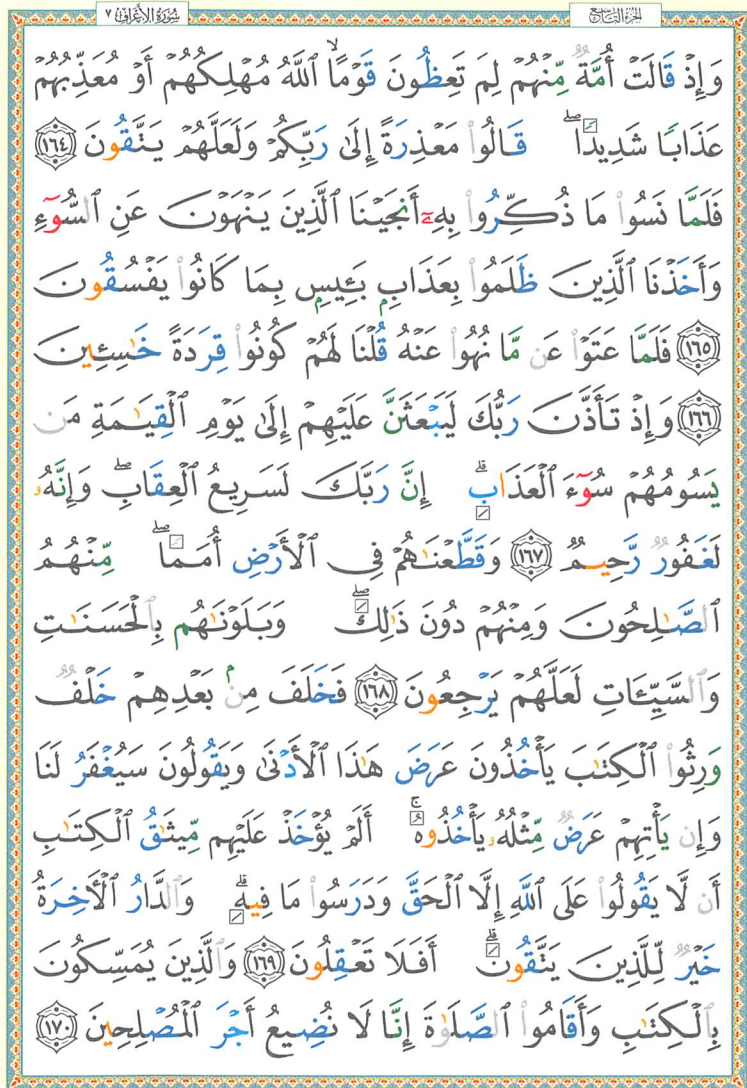 سُورَةُ الأَعْرَافِ ٧
الجُزْءُ التَّاسِعُ
وَإِذْ قَالَتْ أُمَّةٌ مِّنْهُمْ لِمَ تَعِظُونَ قَوْمًا ۙ ٱللَّهُ مُهْلِكُهُمْ أَوْ مُعَذِّبُهُمْ
عَذَابًا شَدِيدًا ۖ قَالُوا۟ مَعْذِرَةً إِلَىٰ رَبِّكُمْ وَلَعَلَّهُمْ يَتَّقُونَ ﴿١٦٤﴾
فَلَمَّا نَسُوا۟ مَا ذُكِّرُوا۟ بِهِۦٓ أَنجَيْنَا ٱلَّذِينَ يَنْهَوْنَ عَنِ ٱلسُّوٓءِ
وَأَخَذْنَا ٱلَّذِينَ ظَلَمُوا۟ بِعَذَابٍۭ بَـِٔيسٍۭ بِمَا كَانُوا۟ يَفْسُقُونَ
﴿١٦٥﴾ فَلَمَّا عَتَوْا۟ عَن مَّا نُهُوا۟ عَنْهُ قُلْنَا لَهُمْ كُونُوا۟ قِرَدَةً خَـٰسِـِٔينَ
﴿١٦٦﴾ وَإِذْ تَأَذَّنَ رَبُّكَ لَيَبْعَثَنَّ عَلَيْهِمْ إِلَىٰ يَوْمِ ٱلْقِيَـٰمَةِ مَن
يَسُومُهُمْ سُوٓءَ ٱلْعَذَابِ ۗ إِنَّ رَبَّكَ لَسَرِيعُ ٱلْعِقَابِ ۖ وَإِنَّهُۥ
لَغَفُورٌ رَّحِيمٌ ﴿١٦٧﴾ وَقَطَّعْنَـٰهُمْ فِى ٱلْأَرْضِ أُمَمًا ۖ مِّنْهُمُ
ٱلصَّـٰلِحُونَ وَمِنْهُمْ دُونَ ذَٰلِكَ ۖ وَبَلَوْنَـٰهُم بِٱلْحَسَنَـٰتِ
وَٱلسَّيِّـَٔاتِ لَعَلَّهُمْ يَرْجِعُونَ ﴿١٦٨﴾ فَخَلَفَ مِنۢ بَعْدِهِمْ خَلْفٌ
وَرِثُوا۟ ٱلْكِتَـٰبَ يَأْخُذُونَ عَرَضَ هَـٰذَا ٱلْأَدْنَىٰ وَيَقُولُونَ سَيُغْفَرُ لَنَا
وَإِن يَأْتِهِمْ عَرَضٌ مِّثْلُهُۥ يَأْخُذُوهُ ۚ أَلَمْ يُؤْخَذْ عَلَيْهِم مِّيثَـٰقُ ٱلْكِتَـٰبِ
أَن لَّا يَقُولُوا۟ عَلَى ٱللَّهِ إِلَّا ٱلْحَقَّ وَدَرَسُوا۟ مَا فِيهِ ۗ وَٱلدَّارُ ٱلْـَٔاخِرَةُ
خَيْرٌ لِّلَّذِينَ يَتَّقُونَ ۗ أَفَلَا تَعْقِلُونَ ﴿١٦٩﴾ وَٱلَّذِينَ يُمَسِّكُونَ
بِٱلْكِتَـٰبِ وَأَقَامُوا۟ ٱلصَّلَوٰةَ إِنَّا لَا نُضِيعُ أَجْرَ ٱلْمُصْلِحِينَ ﴿١٧٠﴾